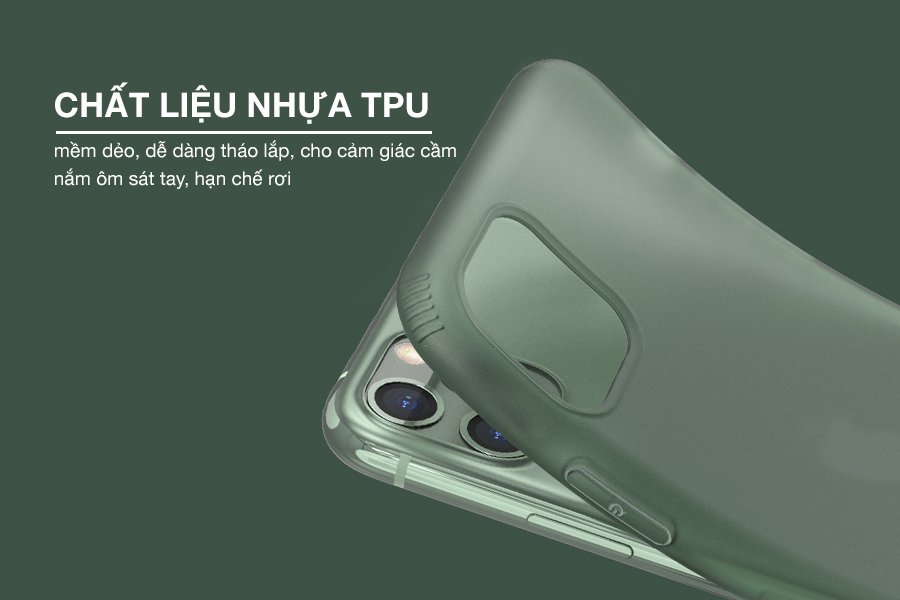 CHẤT LIỆU NHỰA TPU
mềm dẻo, dễ dàng tháo lắp, cho cảm giác cầm
nắm ôm sát tay, hạn chế rơi